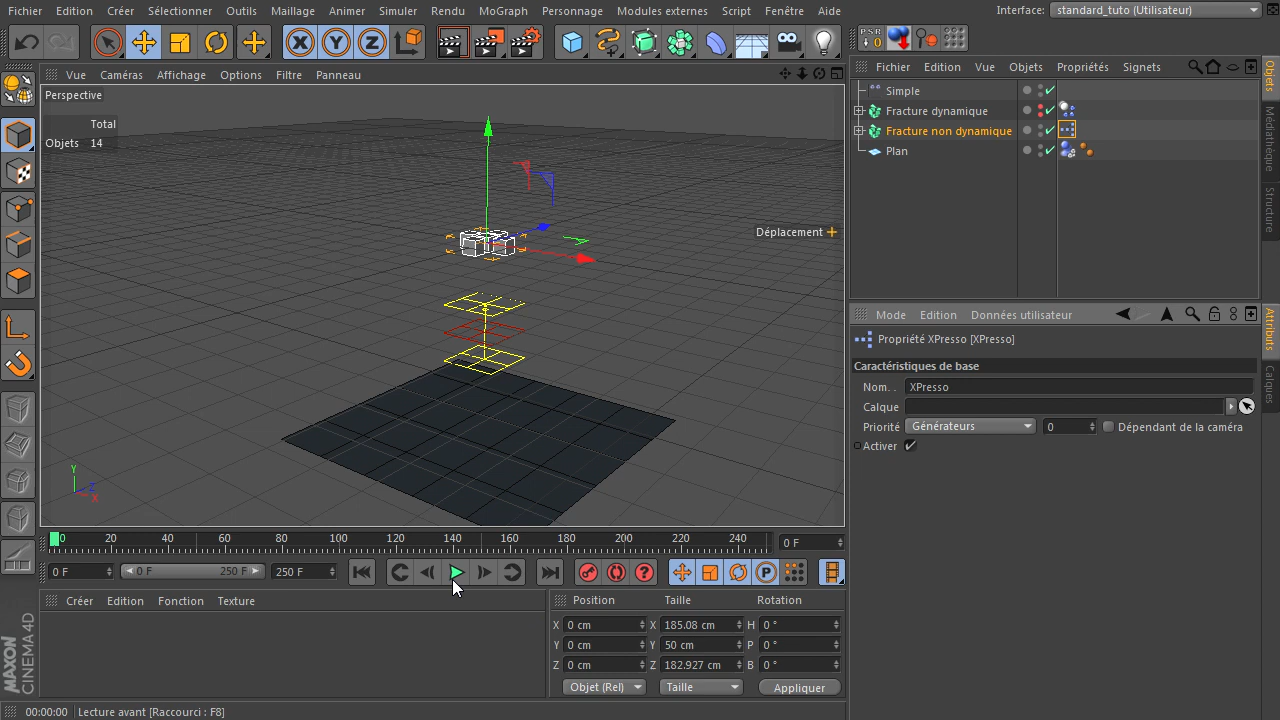 Fichier Edition Créer Sélectionner Outils Maillage Animer Simuler Rendu MoGraph Personnage Modules externes Script Fenêtre Aide Interface: standard_tuto (Utilisateur)
X Y Z PSR 0
Vue Caméras Affichage Options Filtre Panneau
Fichier Edition Vue Objets Propriétés Signets
Perspective
Total
Objets 14
Simple
Fracture dynamique
Fracture non dynamique
Plan
Objets
Médiathèque
Structure
Déplacement
Mode Edition Données utilisateur
Propriété XPresso [XPresso]
Caractéristiques de base
Nom. . XPresso
Calque
Priorité Générateurs 0 Dépendant de la caméra
Activer
Attributs
Calques
Y
Z
X
0 20 40 60 80 100 120 140 160 180 200 220 240 0 F
0 F 0 F 250 F 250 F P
Créer Edition Fonction Texture
Position Taille Rotation
X 0 cm X 185.08 cm H 0 °
Y 0 cm Y 50 cm P 0 °
Z 0 cm Z 182.927 cm B 0 °
Objet (Rel) Taille Appliquer
MAXON
CINEMA 4D
00:00:00 Lecture avant [Raccourci : F8]